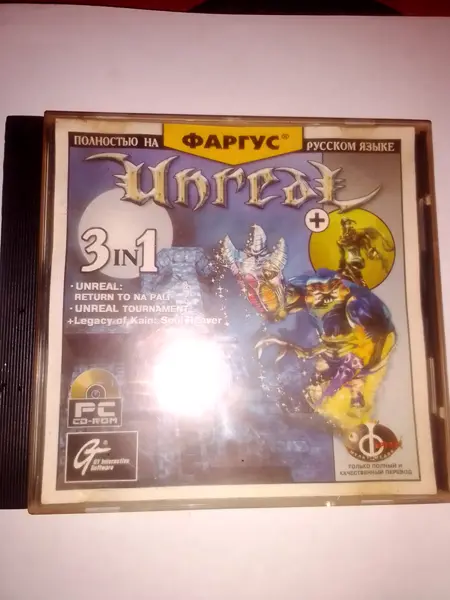 ПОЛНОСТЬЮ НА ФАРГУС® РУССКОМ ЯЗЫКЕ
Unreal
+
3 IN 1
· UNREAL:
RETURN TO NA PALI
· UNREAL TOURNAMENT
+Legacy of Kain: Soul Reaver
PC
CD-ROM
GT®
GT Interactive
Software
ТОЛЬКО ПОЛНЫЙ И
КАЧЕСТВЕННЫЙ ПЕРЕВОД